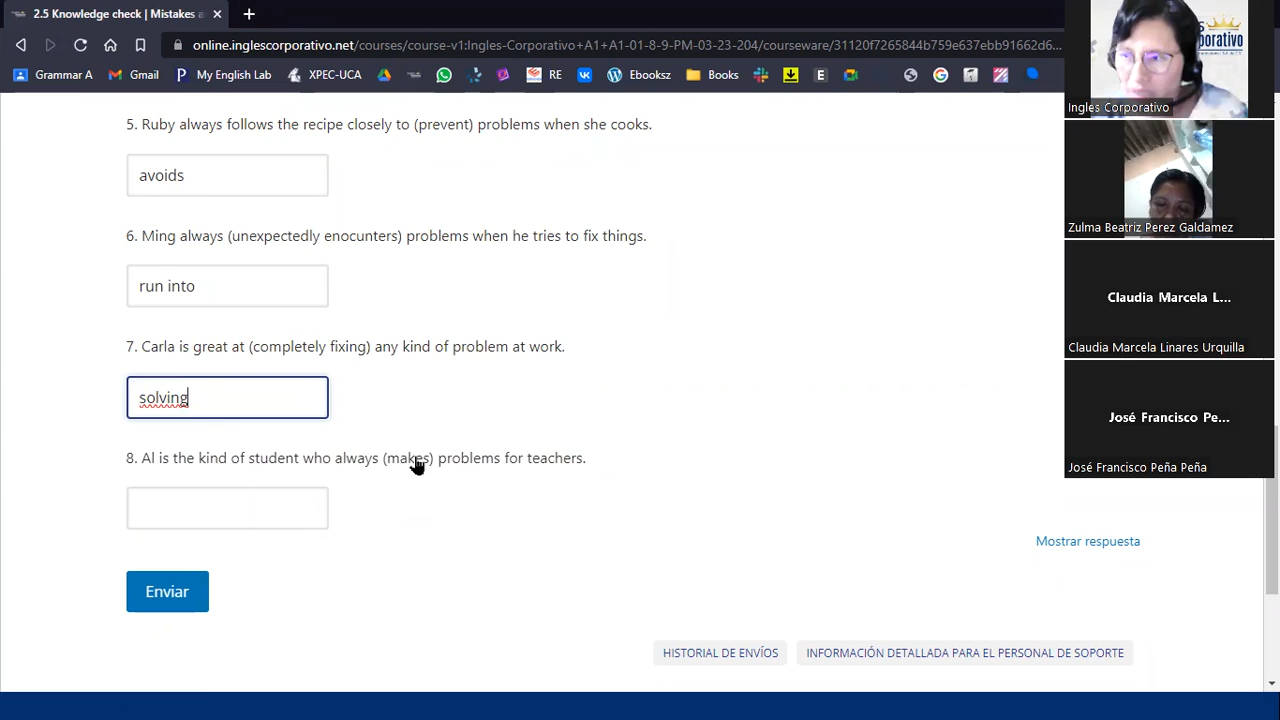 2.5 Knowledge check | Mistakes a
online.inglescorporativo.net/courses/course-v1:Ingles-Corporativo+A1+A1-01-8-9-PM-03-23-204/courseware/31120f7265844b759e637ebb91662d6...
Grammar A
Gmail
My English Lab
XPEC-UCA
RE
Ebooksz
Books
5. Ruby always follows the recipe closely to (prevent) problems when she cooks.
avoids
6. Ming always (unexpectedly enocunters) problems when he tries to fix things.
run into
7. Carla is great at (completely fixing) any kind of problem at work.
solving
8. Al is the kind of student who always (makes) problems for teachers.
Mostrar respuesta
Enviar
HISTORIAL DE ENVÍOS
INFORMACIÓN DETALLADA PARA EL PERSONAL DE SOPORTE
Ingles Corporativo
Zulma Beatriz Perez Galdamez
Claudia Marcela L...
Claudia Marcela Linares Urquilla
José Francisco Pe...
José Francisco Peña Peña